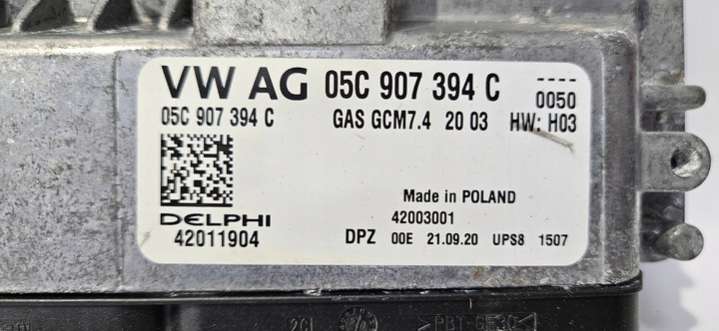 VW AG 05C 907 394 C
----
0050
05C 907 394 C GAS GCM7.4 20 03 HW: H03
Made in POLAND
DELPHI 42003001
42011904 DPZ 00E 21.09.20 UPS8 1507